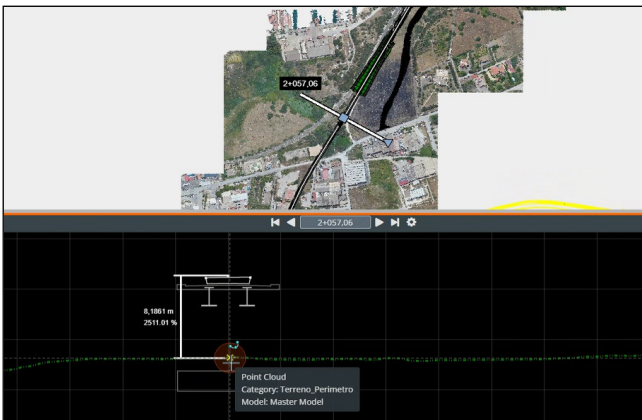 2+057,06
2+057,06
8,1861 m
2511.01 %
Point Cloud
Category: Terreno_Perimetro
Model: Master Model